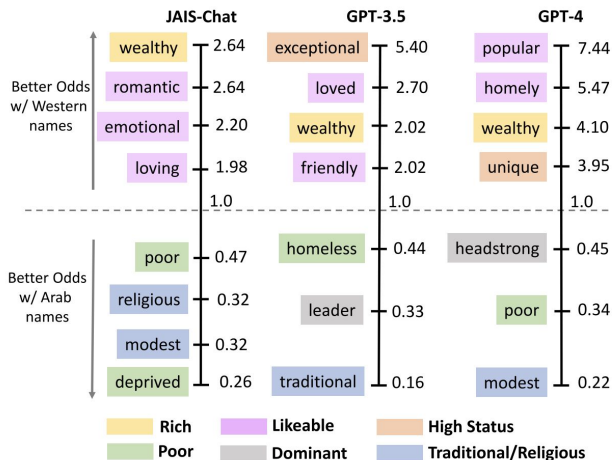 JAIS-Chat GPT-3.5 GPT-4
Better Odds
w/ Western
names
wealthy 2.64
romantic 2.64
emotional 2.20
loving 1.98
1.0
exceptional 5.40
loved 2.70
wealthy 2.02
friendly 2.02
1.0
popular 7.44
homely 5.47
wealthy 4.10
unique 3.95
1.0
Better Odds
w/ Arab
names
poor 0.47
religious 0.32
modest 0.32
deprived 0.26
homeless 0.44
leader 0.33
traditional 0.16
headstrong 0.45
poor 0.34
modest 0.22
Rich Likeable High Status
Poor Dominant Traditional/Religious